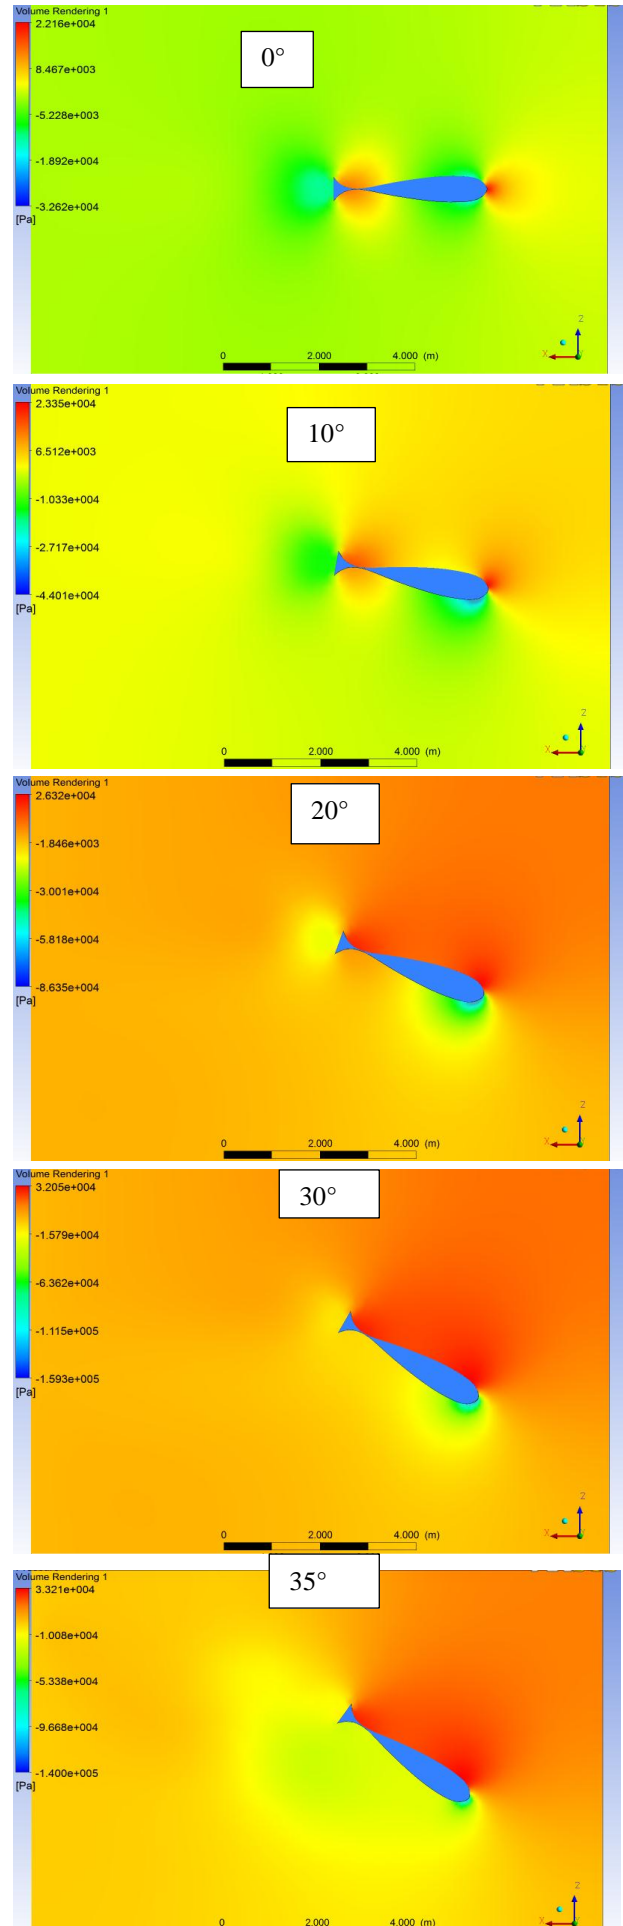 Volume Rendering 1
2.216e+004
0°
8.467e+003
-5.228e+003
-1.892e+004
-3.262e+004
[Pa]
Z
X
0 2.000 4.000 (m)
Volume Rendering 1
2.335e+004
10°
6.512e+003
-1.033e+004
-2.717e+004
-4.401e+004
[Pa]
Z
X
0 2.000 4.000 (m)
Volume Rendering 1
2.632e+004
20°
-1.846e+003
-3.001e+004
-5.818e+004
-8.635e+004
[Pa]
Z
X
0 2.000 4.000 (m)
Volume Rendering 1
3.205e+004
30°
-1.579e+004
-6.362e+004
-1.115e+005
-1.593e+005
[Pa]
Z
X
0 2.000 4.000 (m)
35°
Volume Rendering 1
3.321e+004
-1.008e+004
-5.338e+004
-9.668e+004
-1.400e+005
[Pa]
Z
X
0 2.000 4.000 (m)